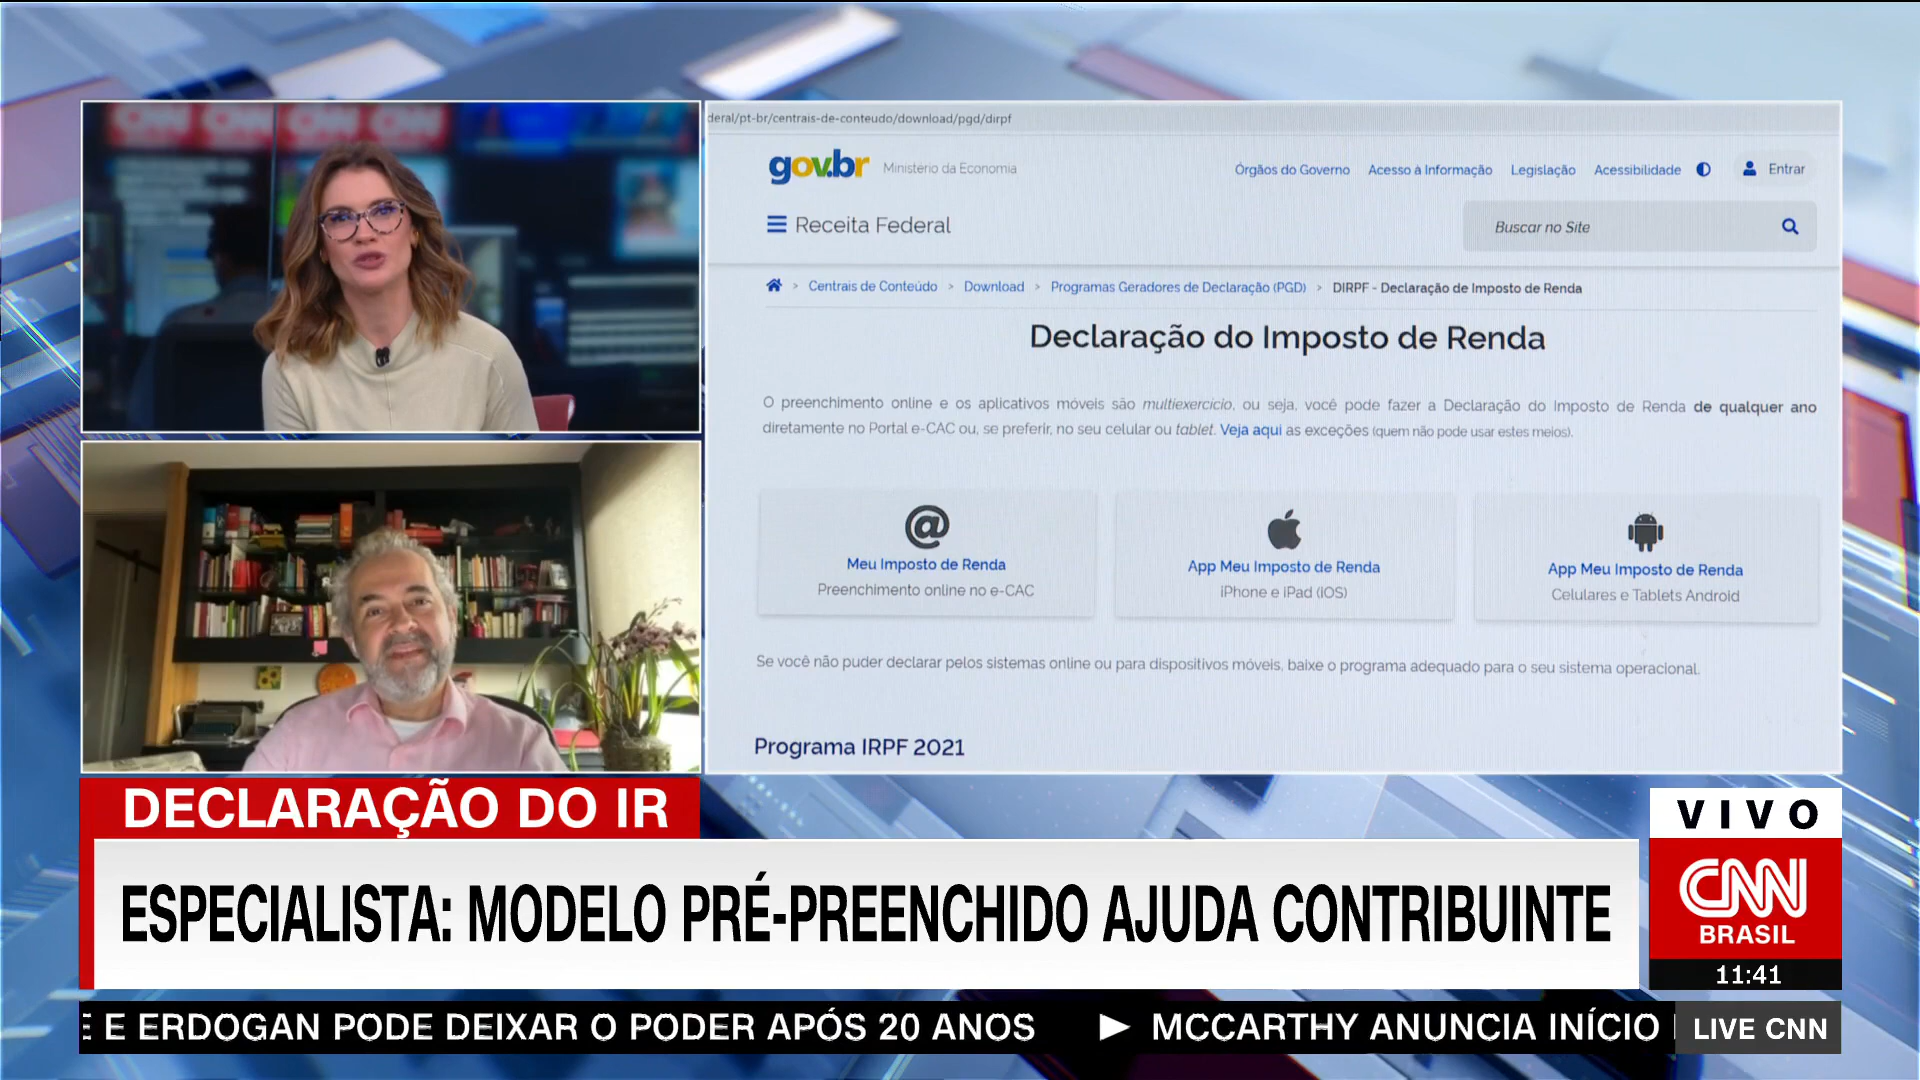 CNN CNN CNN CNN
deral/pt-br/centrais-de-conteudo/download/pgd/dirpf
gov.br Ministério da Economia
Órgãos do Governo Acesso à Informação Legislação Acessibilidade Entrar
Receita Federal
Buscar no Site
> Centrais de Conteúdo > Download > Programas Geradores de Declaração (PGD) > DIRPF - Declaração de Imposto de Renda
Declaração do Imposto de Renda
O preenchimento online e os aplicativos móveis são multiexercício, ou seja, você pode fazer a Declaração do Imposto de Renda de qualquer ano
diretamente no Portal e-CAC ou, se preferir, no seu celular ou tablet. Veja aqui as exceções (quem não pode usar estes meios).
Meu Imposto de Renda
Preenchimento online no e-CAC
App Meu Imposto de Renda
iPhone e iPad (iOS)
App Meu Imposto de Renda
Celulares e Tablets Android
Se você não puder declarar pelos sistemas online ou para dispositivos móveis, baixe o programa adequado para o seu sistema operacional.
Programa IRPF 2021
DECLARAÇÃO DO IR
ESPECIALISTA: MODELO PRÉ-PREENCHIDO AJUDA CONTRIBUINTE
VIVO
CNN
BRASIL
11:41
E ERDOGAN PODE DEIXAR O PODER APÓS 20 ANOS ▶ MCCARTHY ANUNCIA INÍCIO
LIVE CNN